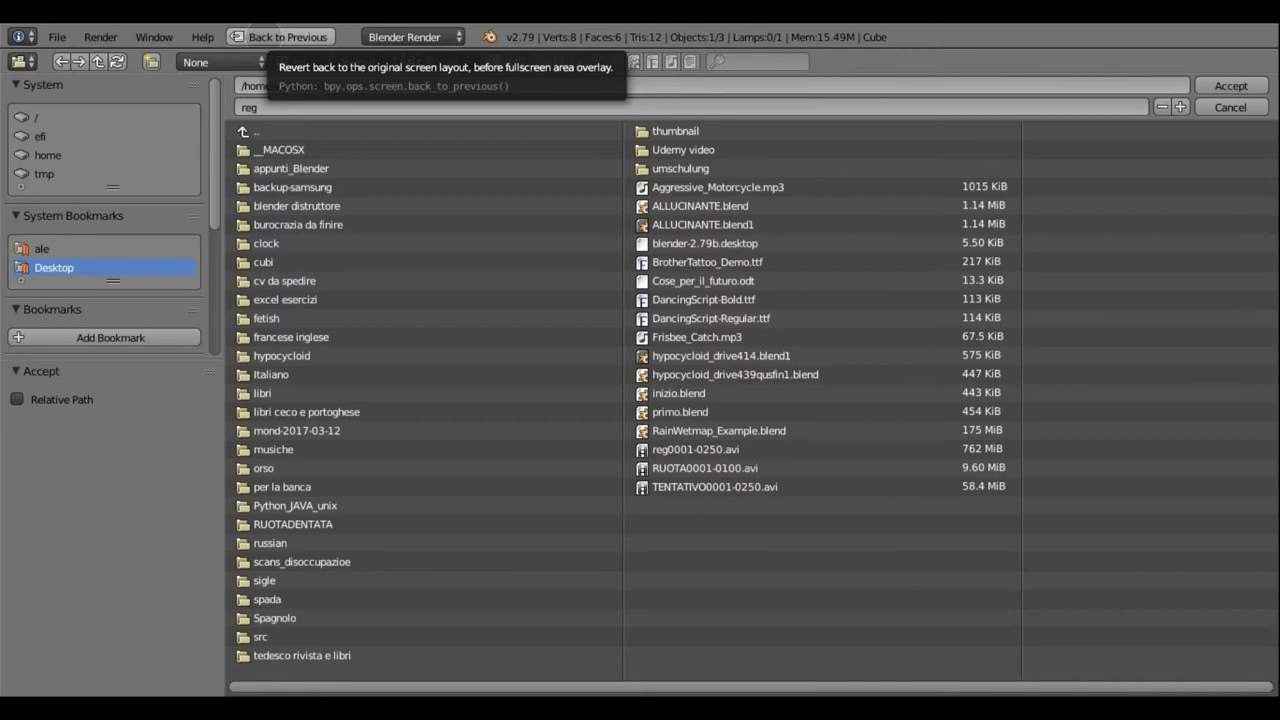 File Render Window Help Back to Previous Blender Render v2.79 | Verts:8 | Faces:6 | Tris:12 | Objects:1/3 | Lamps:0/1 | Mem:15.49M | Cube
None
Revert back to the original screen layout, before fullscreen area overlay.
Python: bpy.ops.screen.back_to_previous()
/home
Accept
reg
Cancel
System
/
efi
home
tmp
System Bookmarks
ale
Desktop
Bookmarks
Add Bookmark
Accept
Relative Path
..
__MACOSX
appunti_Blender
backup-samsung
blender distruttore
burocrazia da finire
clock
cubi
cv da spedire
excel esercizi
fetish
francese inglese
hypocycloid
Italiano
libri
libri ceco e portoghese
mond-2017-03-12
musiche
orso
per la banca
Python_JAVA_unix
RUOTADENTATA
russian
scans_disoccupazioe
sigle
spada
Spagnolo
src
tedesco rivista e libri
thumbnail
Udemy video
umschulung
Aggressive_Motorcycle.mp3 1015 KiB
ALLUCINANTE.blend 1.14 MiB
ALLUCINANTE.blend1 1.14 MiB
blender-2.79b.desktop 5.50 KiB
BrotherTattoo_Demo.ttf 217 KiB
Cose_per_il_futuro.odt 13.3 KiB
DancingScript-Bold.ttf 113 KiB
DancingScript-Regular.ttf 114 KiB
Frisbee_Catch.mp3 67.5 KiB
hypocycloid_drive414.blend1 575 KiB
hypocycloid_drive439qusfin1.blend 447 KiB
inizio.blend 443 KiB
primo.blend 454 KiB
RainWetmap_Example.blend 175 MiB
reg0001-0250.avi 762 MiB
RUOTA0001-0100.avi 9.60 MiB
TENTATIVO0001-0250.avi 58.4 MiB